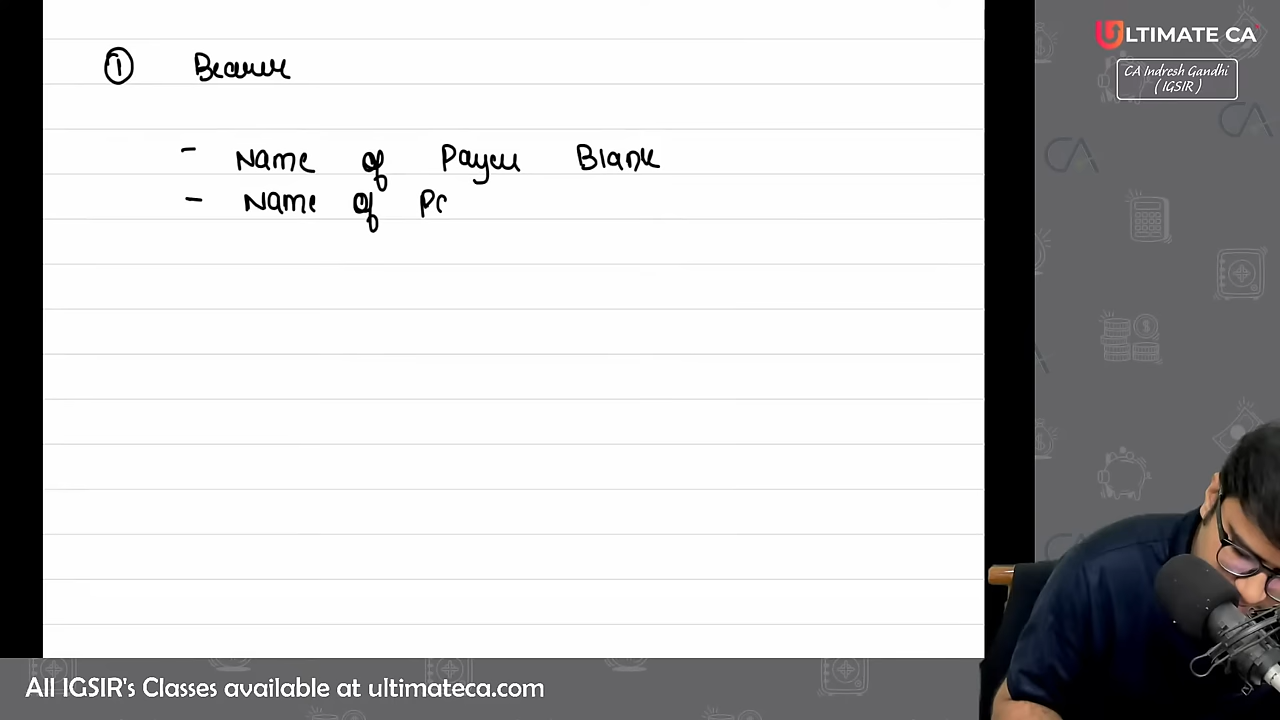 ① Bearer
- Name of Payee Blank
- Name of Pa
ULTIMATE CA
CA Indresh Gandhi
( IGSIR )
All IGSIR's Classes available at ultimateca.com